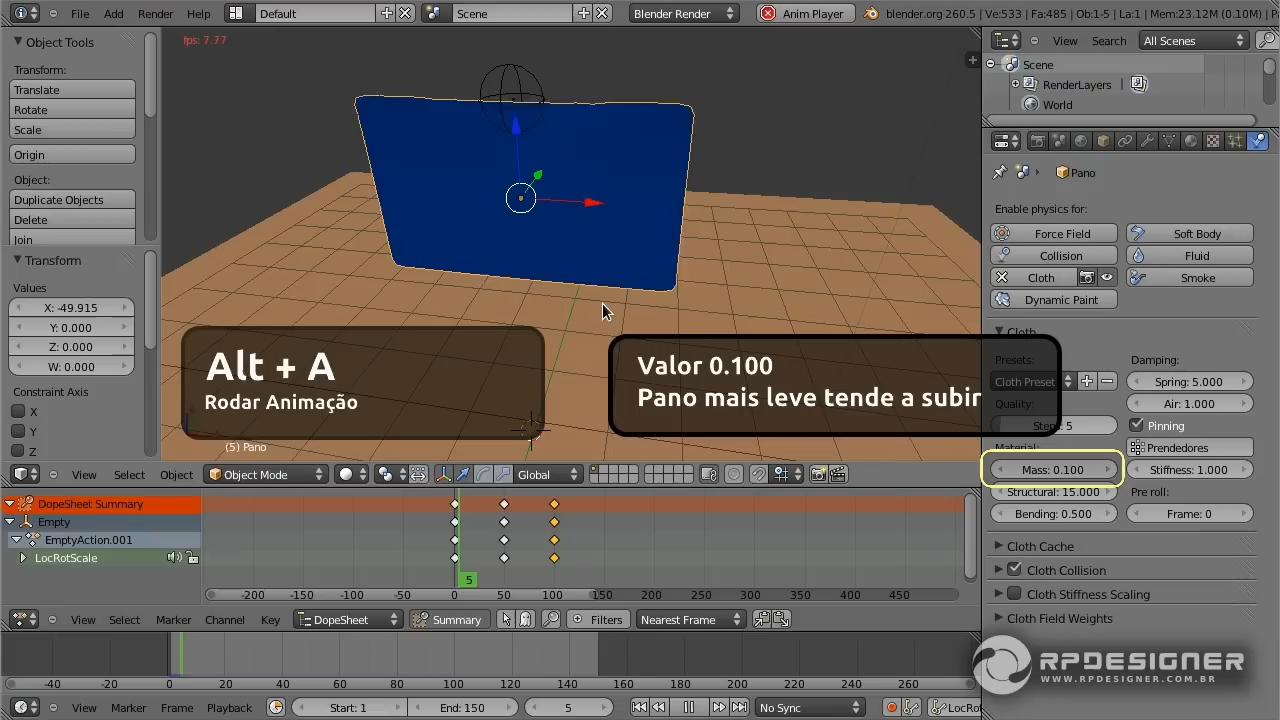 File
Add
Render
Help
Default
Scene
Blender Render
Anim Player
blender.org 260.5 | Ve:533 | Fa:485 | Ob:1-5 | La:1 | Mem:23.12M (0.10M) | P
Object Tools
Transform:
Translate
Rotate
Scale
Origin
Object:
Duplicate Objects
Delete
Join
Transform
Values
X: -49.915
Y: 0.000
Z: 0.000
W: 0.000
Constraint Axis
X
Y
Z
fps: 7.77
Alt + A
Rodar Animação
(5) Pano
Valor 0.100
Pano mais leve tende a subir
View
Select
Object
Object Mode
Global
DopeSheet Summary
Empty
EmptyAction.001
LocRotScale
5
-200 -150 -100 -50 0 50 100 150 200 250 300 350 400 450
View
Select
Marker
Channel
Key
DopeSheet
Summary
Filters
Nearest Frame
-40 -20 0 20 40 60 80 100 120 140 160 180 200 220 240 260
View
Marker
Frame
Playback
Start: 1
End: 150
5
No Sync
LocRo
View
Search
All Scenes
Scene
RenderLayers
World
Pano
Enable physics for:
Force Field
Soft Body
Collision
Fluid
Cloth
Smoke
Dynamic Paint
Cloth
Presets:
Cloth Preset
Quality:
Steps: 5
Material:
Mass: 0.100
Structural: 15.000
Bending: 0.500
Damping:
Spring: 5.000
Air: 1.000
Pinning
Prendedores
Stiffness: 1.000
Pre roll:
Frame: 0
Cloth Cache
Cloth Collision
Cloth Stiffness Scaling
Cloth Field Weights
RPDESIGNER
WWW.RPDESIGNER.COM.BR